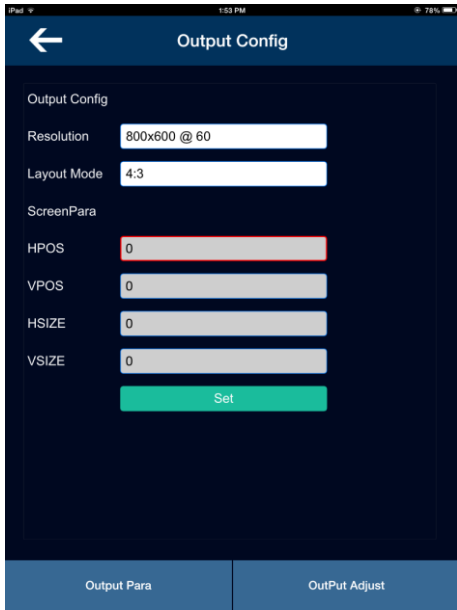 iPad 1:53 PM 78%
Output Config
Output Config
Resolution 800x600 @ 60
Layout Mode 4:3
ScreenPara
HPOS 0
VPOS 0
HSIZE 0
VSIZE 0
Set
Output Para OutPut Adjust